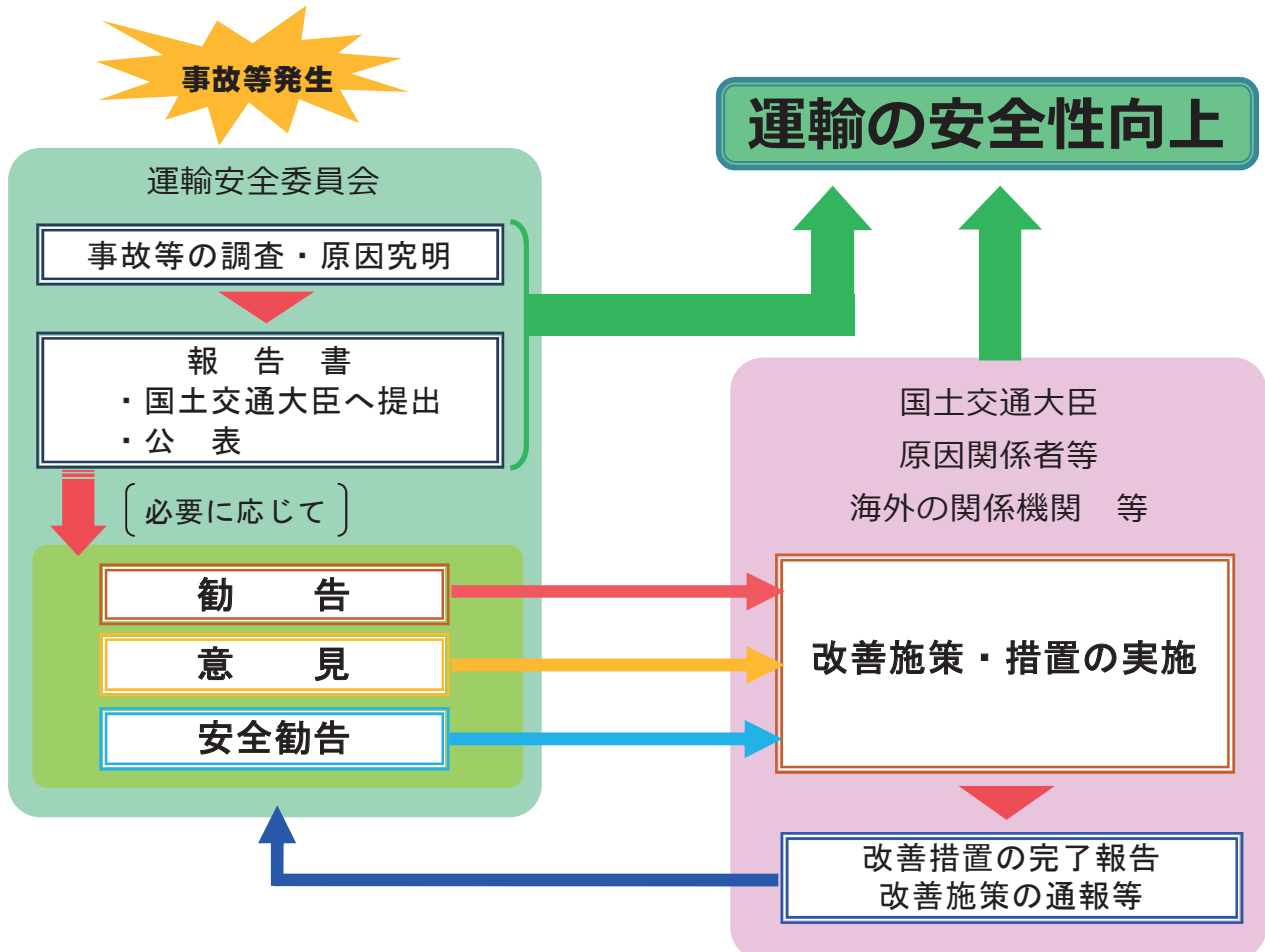 事故等発生
運輸の安全性向上
運輸安全委員会
事故等の調査・原因究明
報　告　書
・国土交通大臣へ提出
・公　表
〔必要に応じて〕
勧　　告
意　　見
安全勧告
国土交通大臣
原因関係者等
海外の関係機関　等
改善施策・措置の実施
改善措置の完了報告
改善施策の通報等